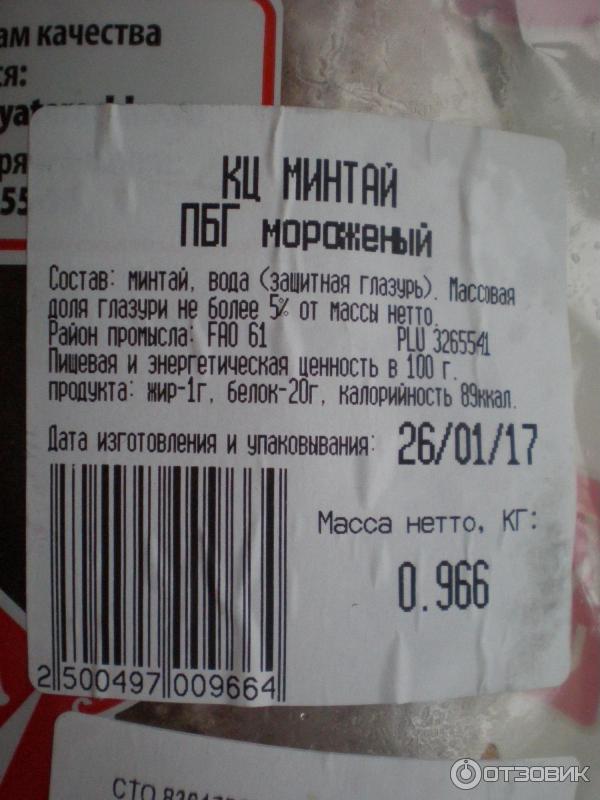 ам качества
ся:
КЦ МИНТАЙ
ПБГ мороженый
Состав: минтай, вода (защитная глазурь). Массовая
доля глазури не более 5% от массы нетто.
Район промысла: FAO 61 PLU 3265541
Пищевая и энергетическая ценность в 100 г.
продукта: жир-1г, белок-20г, калорийность 89ккал.
Дата изготовления и упаковывания: 26/01/17
Масса нетто, КГ:
0.966
2 500497 009664
СТО
ОТЗОВИК